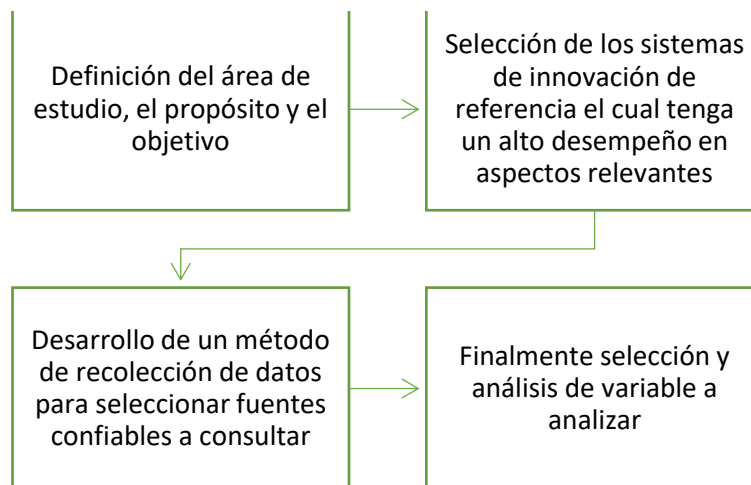 Definición del área de
estudio, el propósito y el
objetivo
Selección de los sistemas
de innovación de
referencia el cual tenga
un alto desempeño en
aspectos relevantes
Desarrollo de un método
de recolección de datos
para seleccionar fuentes
confiables a consultar
Finalmente selección y
análisis de variable a
analizar